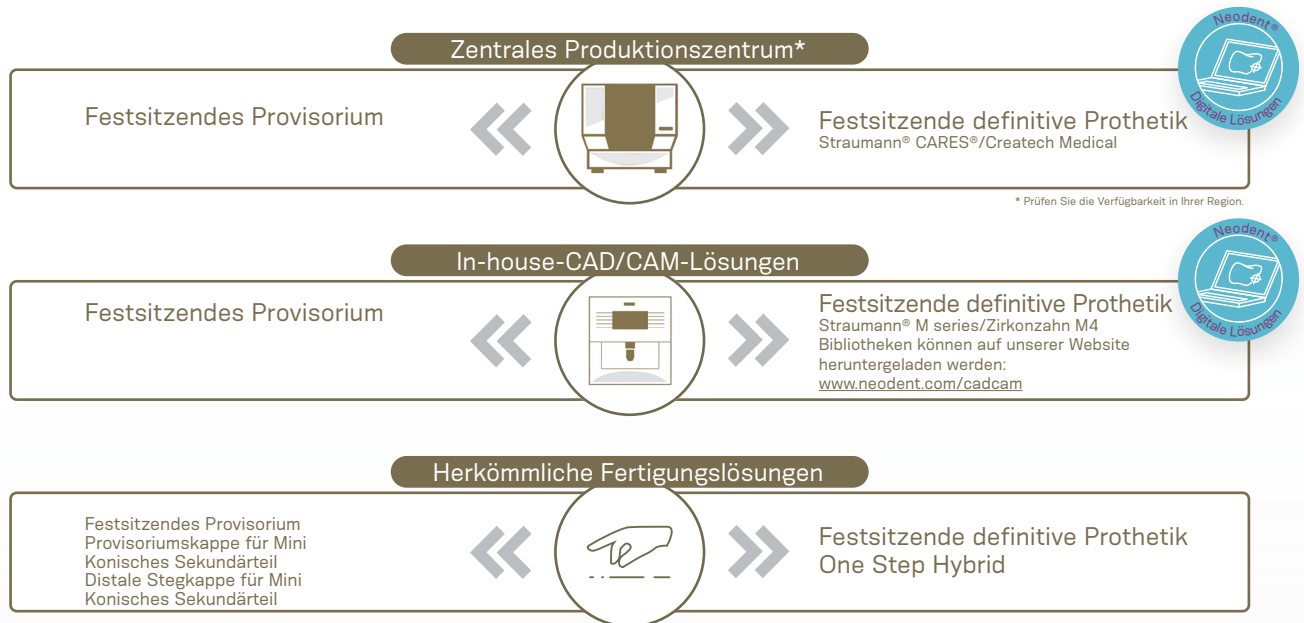 Zentrales Produktionszentrum*
Neodent®
Digitale Lösungen
Festsitzendes Provisorium
Festsitzende definitive Prothetik
Straumann® CARES®/Createch Medical
* Prüfen Sie die Verfügbarkeit in Ihrer Region.
In-house-CAD/CAM-Lösungen
Neodent®
Digitale Lösungen
Festsitzendes Provisorium
Festsitzende definitive Prothetik
Straumann® M series/Zirkonzahn M4
Bibliotheken können auf unserer Website
heruntergeladen werden:
www.neodent.com/cadcam
Herkömmliche Fertigungslösungen
Festsitzendes Provisorium
Provisoriumskappe für Mini
Konisches Sekundärteil
Distale Stegkappe für Mini
Konisches Sekundärteil
Festsitzende definitive Prothetik
One Step Hybrid